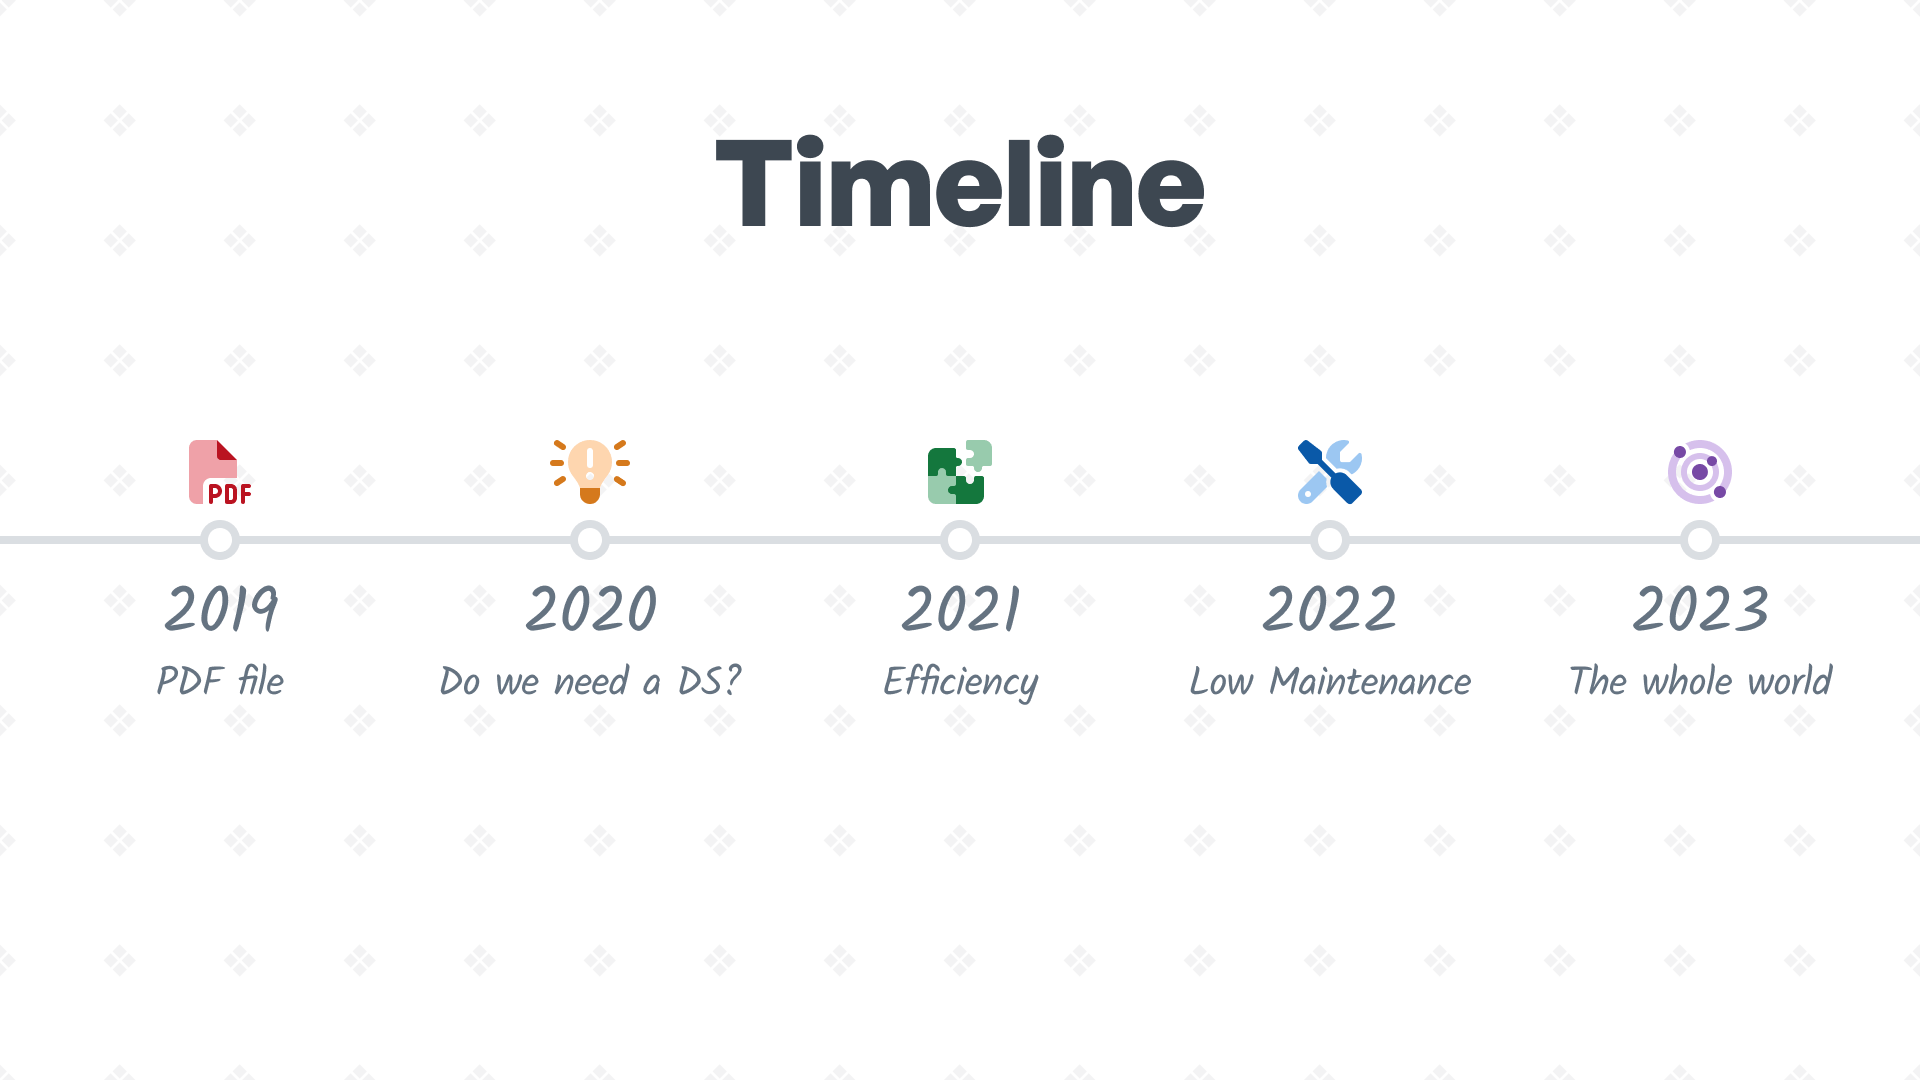 Timeline
PDF
2019
2020
2021
2022
2023
PDF file
Do we need a DS?
Efficiency
Low Maintenance
The whole world